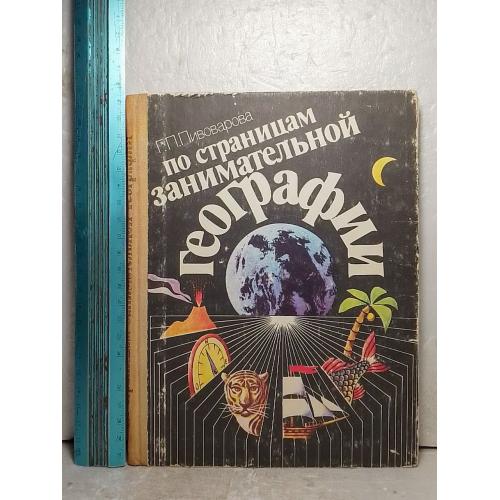 Г.П.Пивоварова
по страницам
занимательной
географии